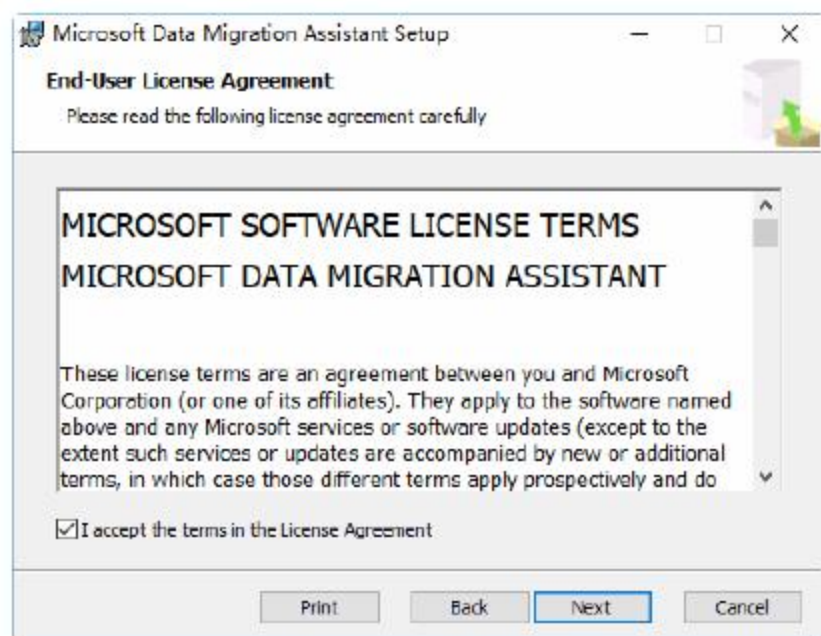 Microsoft Data Migration Assistant Setup
End-User License Agreement
Please read the following license agreement carefully
MICROSOFT SOFTWARE LICENSE TERMS
MICROSOFT DATA MIGRATION ASSISTANT
These license terms are an agreement between you and Microsoft
Corporation (or one of its affiliates). They apply to the software named
above and any Microsoft services or software updates (except to the
extent such services or updates are accompanied by new or additional
terms, in which case those different terms apply prospectively and do
I accept the terms in the License Agreement
Print Back Next Cancel